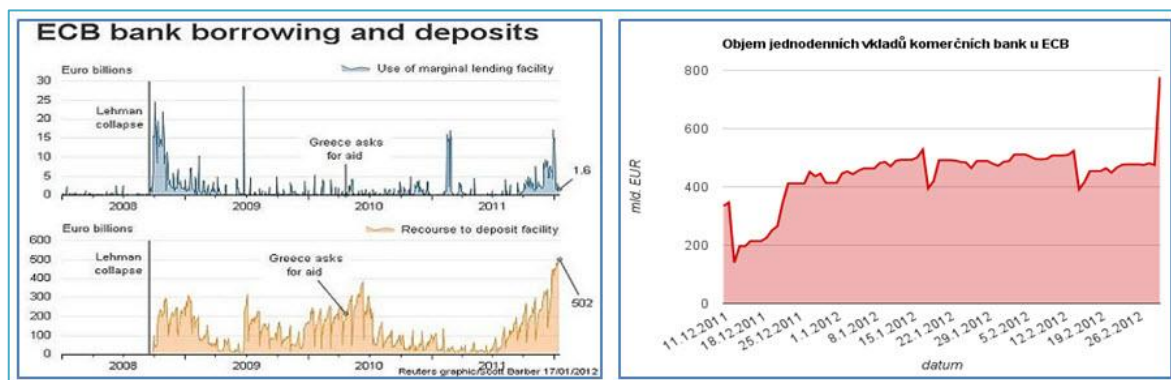 ECB bank borrowing and deposits
Euro billions
Use of marginal lending facility
30
25
20
15
10
5
0
Lehman
collapse
Greece asks
for aid
1.6
2008
2009
2010
2011
Euro billions
Recourse to deposit facility
600
500
400
300
200
100
0
Lehman
collapse
Greece asks
for aid
502
2008
2009
2010
2011
Reuters graphic/Scott Barber 17/01/2012
Objem jednodenních vkladů komerčních bank u ECB
mld. EUR
800
600
400
200
0
11.12.2011
18.12.2011
25.12.2011
1.1.2012
8.1.2012
15.1.2012
22.1.2012
29.1.2012
5.2.2012
12.2.2012
19.2.2012
26.2.2012
datum